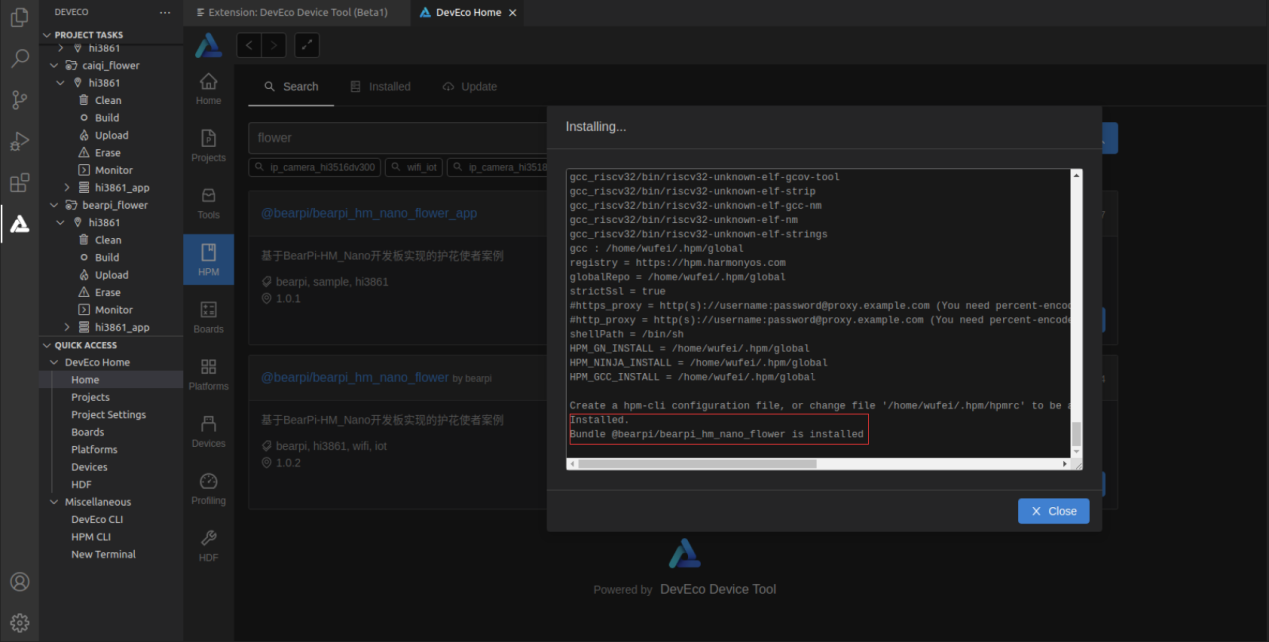 DEVECO
Extension: DevEco Device Tool (Beta1)
DevEco Home
PROJECT TASKS
hi3861
caiqi_flower
hi3861
Clean
Build
Upload
Erase
Monitor
hi3861_app
bearpi_flower
hi3861
Clean
Build
Upload
Erase
Monitor
hi3861_app
QUICK ACCESS
DevEco Home
Home
Projects
Project Settings
Boards
Platforms
Devices
HDF
Miscellaneous
DevEco CLI
HPM CLI
New Terminal
Home
Projects
Tools
HPM
Boards
Platforms
Devices
Profiling
HDF
Search
Installed
Update
flower
ip_camera_hi3516dv300
wifi_iot
ip_camera_hi3518
@bearpi/bearpi_hm_nano_flower_app
基于BearPi-HM_Nano开发板实现的护花使者案例
bearpi, sample, hi3861
1.0.1
@bearpi/bearpi_hm_nano_flower by bearpi
基于BearPi-HM_Nano开发板实现的护花使者案例
bearpi, hi3861, wifi, iot
1.0.2
Installing...
gcc_riscv32/bin/riscv32-unknown-elf-gcov-tool
gcc_riscv32/bin/riscv32-unknown-elf-strip
gcc_riscv32/bin/riscv32-unknown-elf-gcc-nm
gcc_riscv32/bin/riscv32-unknown-elf-nm
gcc_riscv32/bin/riscv32-unknown-elf-strings
gcc : /home/wufei/.hpm/global
registry = https://hpm.harmonyos.com
globalRepo = /home/wufei/.hpm/global
strictSsl = true
#https_proxy = http(s)://username:password@proxy.example.com (You need percent-encod
#http_proxy = http(s)://username:password@proxy.example.com (You need percent-encode
shellPath = /bin/sh
HPM_GN_INSTALL = /home/wufei/.hpm/global
HPM_NINJA_INSTALL = /home/wufei/.hpm/global
HPM_GCC_INSTALL = /home/wufei/.hpm/global
Create a hpm-cli configuration file, or change file '/home/wufei/.hpm/hpmrc' to be a
Installed.
Bundle @bearpi/bearpi_hm_nano_flower is installed
Close
Powered by DevEco Device Tool